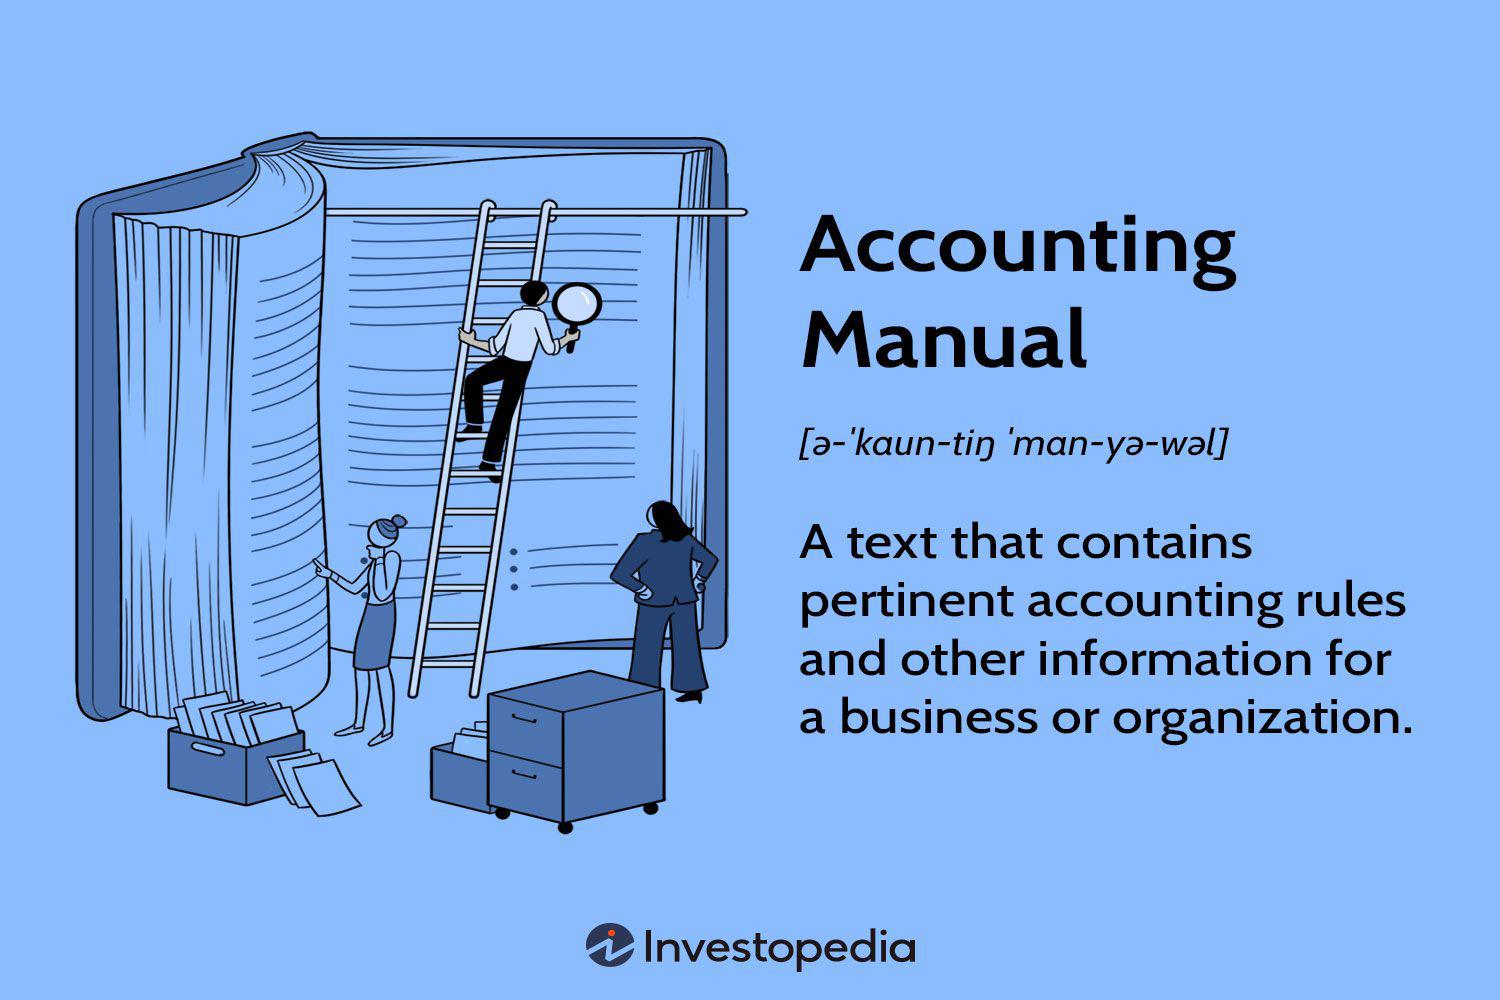 Accounting
Manual
[ə-ˈkaun-tiŋ ˈman-yə-wəl]
A text that contains
pertinent accounting rules
and other information for
a business or organization.
Investopedia